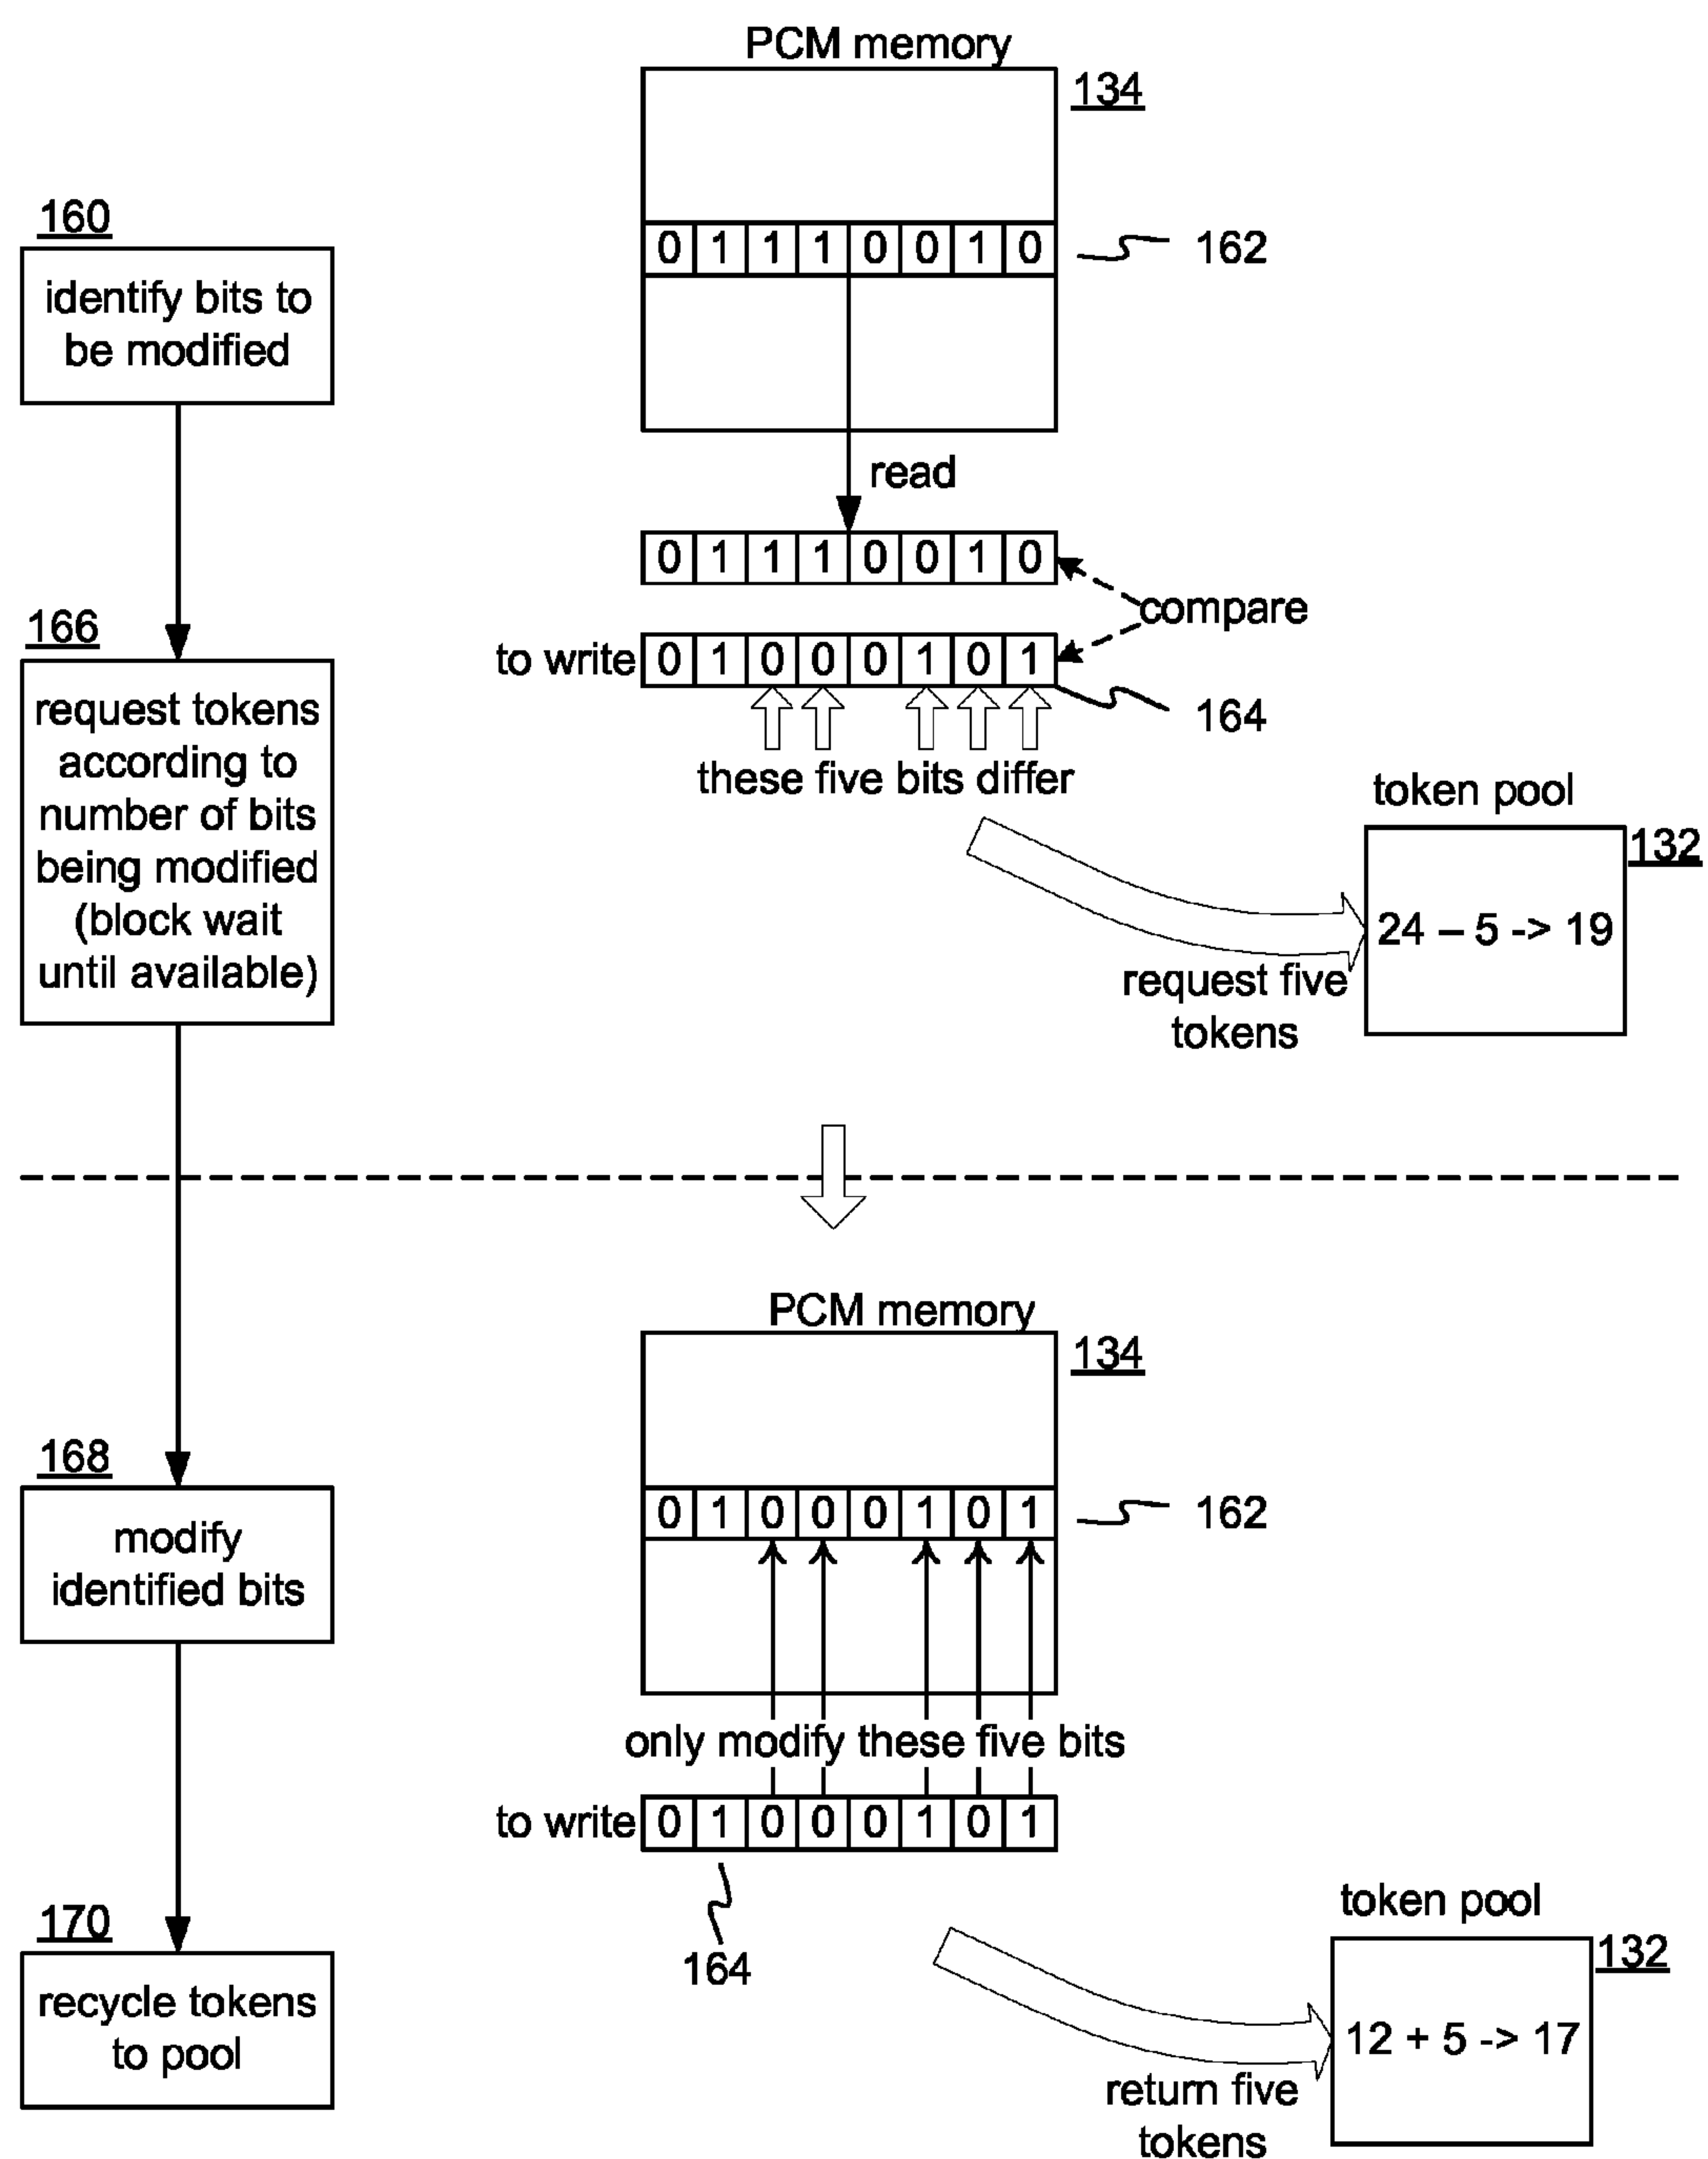 PCM memory
134
160
identify bits to
be modified
0 1 1 1 0 0 1 0
162
read
0 1 1 1 0 0 1 0
compare
166
to write 0 1 0 0 0 1 0 1
164
request tokens
according to
number of bits
being modified
(block wait
until available)
these five bits differ
token pool
132
24 – 5 -> 19
request five
tokens
PCM memory
134
168
modify
identified bits
0 1 0 0 0 1 0 1
162
only modify these five bits
to write 0 1 0 0 0 1 0 1
164
170
recycle tokens
to pool
token pool
132
12 + 5 -> 17
return five
tokens